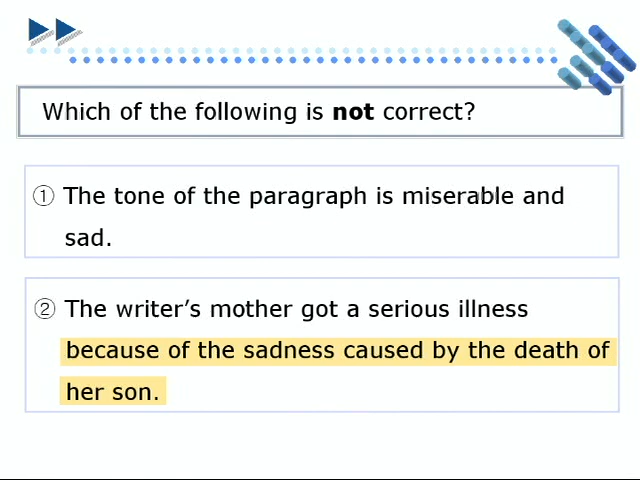 Which of the following is not correct?
① The tone of the paragraph is miserable and
sad.
② The writer’s mother got a serious illness
because of the sadness caused by the death of
her son.